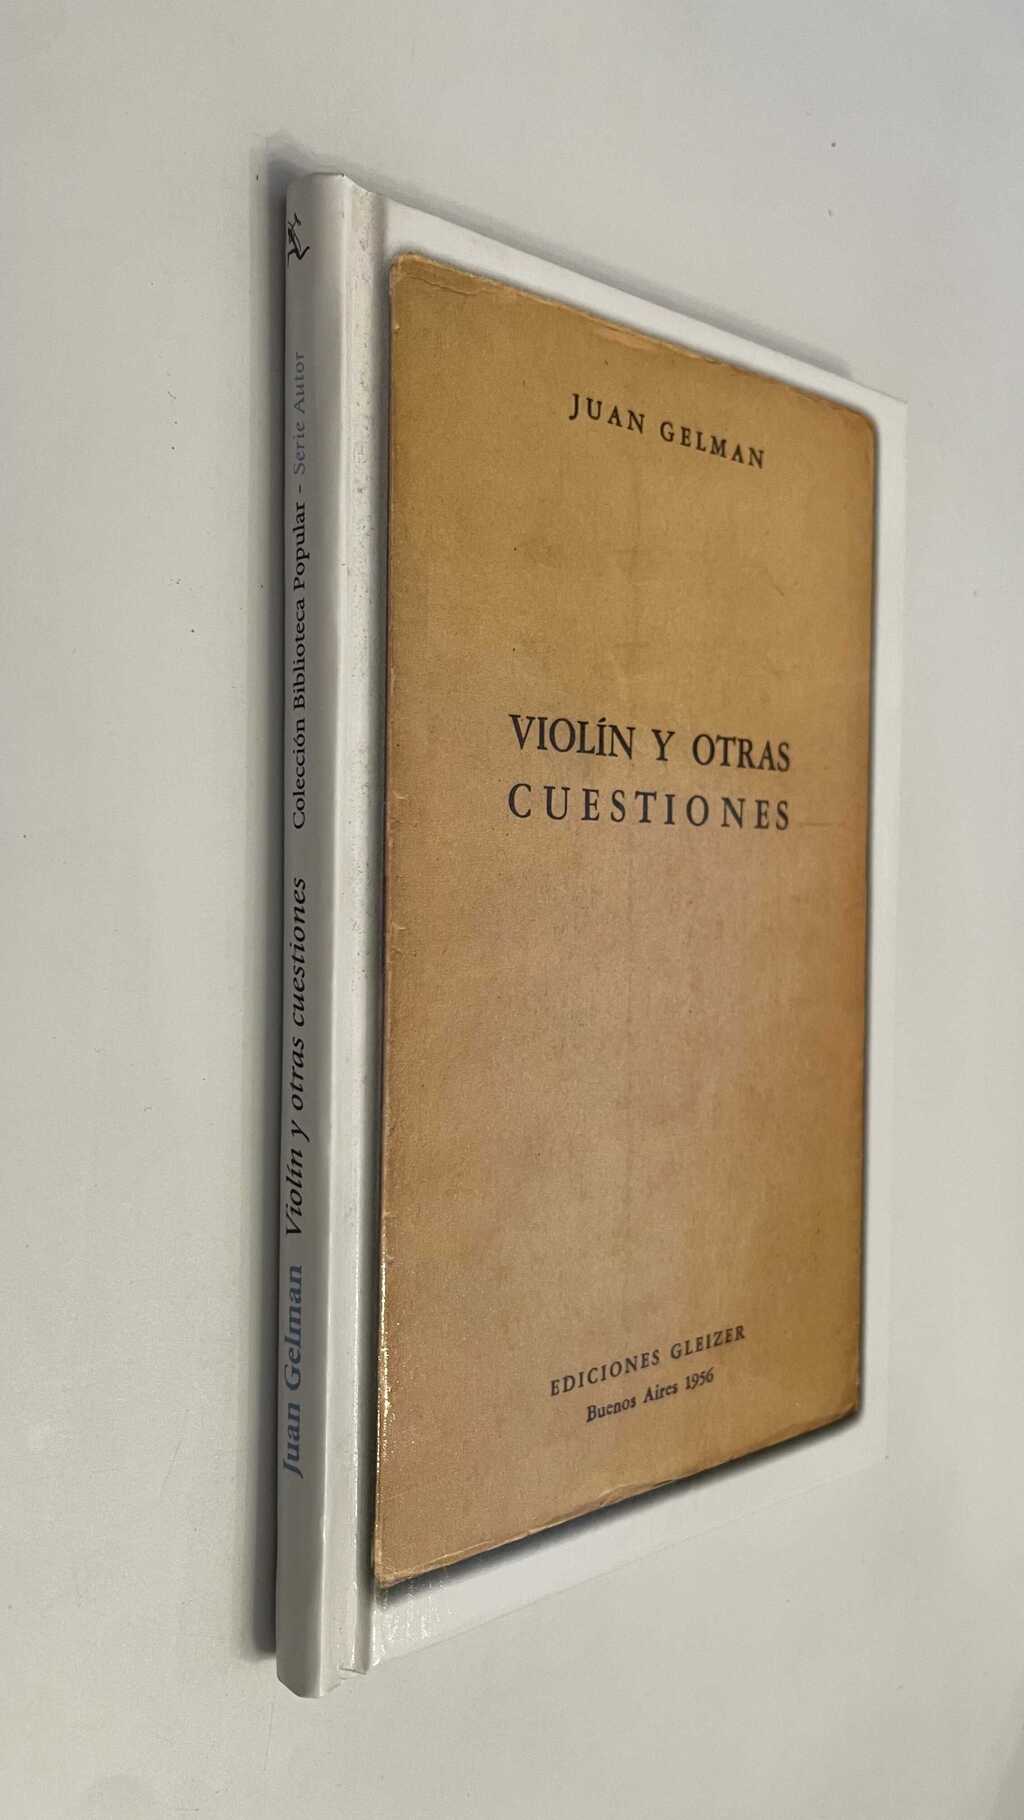 Juan Gelman Violín y otras cuestiones Colección Biblioteca Popular - Serie Autor
JUAN GELMAN
VIOLÍN Y OTRAS
CUESTIONES
EDICIONES GLEIZER
Buenos Aires 1956